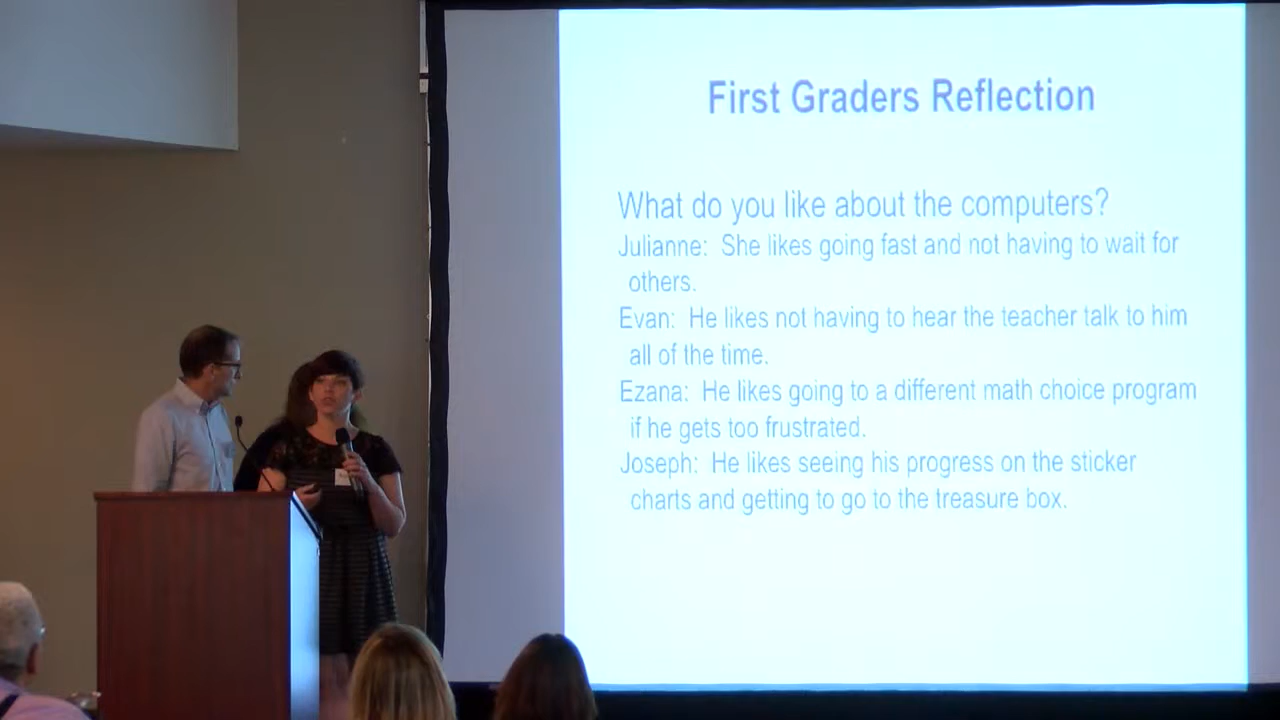 First Graders Reflection
What do you like about the computers?
Julianne: She likes going fast and not having to wait for
others.
Evan: He likes not having to hear the teacher talk to him
all of the time.
Ezana: He likes going to a different math choice program
if he gets too frustrated.
Joseph: He likes seeing his progress on the sticker
charts and getting to go to the treasure box.